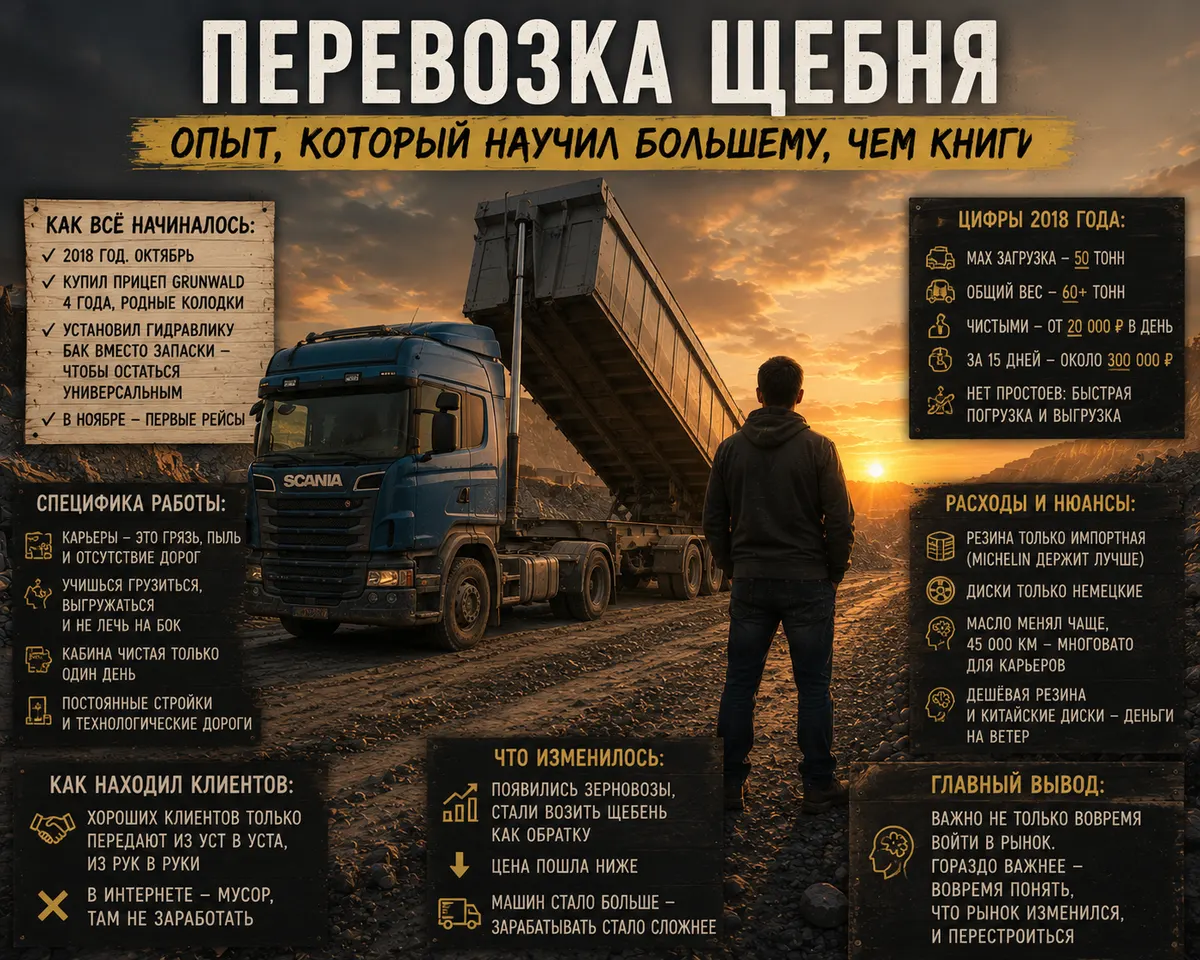 ПЕРЕВОЗКА ЩЕБНЯ
ОПЫТ, КОТОРЫЙ НАУЧИЛ БОЛЬШЕМУ, ЧЕМ КНИГИ
КАК ВСЁ НАЧИНАЛОСЬ:
✓ 2018 ГОД. ОКТЯБРЬ
✓ КУПИЛ ПРИЦЕП GRUNWALD
4 ГОДА, РОДНЫЕ КОЛОДКИ
✓ УСТАНОВИЛ ГИДРАВЛИКУ
БАК ВМЕСТО ЗАПАСКИ –
ЧТОБЫ ОСТАТЬСЯ
УНИВЕРСАЛЬНЫМ
✓ В НОЯБРЕ – ПЕРВЫЕ РЕЙСЫ
ЦИФРЫ 2018 ГОДА:
МАХ ЗАГРУЗКА – 50 ТОНН
ОБЩИЙ ВЕС – 60+ ТОНН
ЧИСТЫМИ – ОТ 20 000 ₽ В ДЕНЬ
ЗА 15 ДНЕЙ – ОКОЛО 300 000 ₽
НЕТ ПРОСТОЕВ: БЫСТРАЯ
ПОГРУЗКА И ВЫГРУЗКА
SCANIA
СПЕЦИФИКА РАБОТЫ:
КАРЬЕРЫ – ЭТО ГРЯЗЬ, ПЫЛЬ
И ОТСУТСТВИЕ ДОРОГ
УЧИШЬСЯ ГРУЗИТЬСЯ,
ВЫГРУЖАТЬСЯ
И НЕ ЛЕЧЬ НА БОК
КАБИНА ЧИСТАЯ ТОЛЬКО
ОДИН ДЕНЬ
ПОСТОЯННЫЕ СТРОЙКИ
И ТЕХНОЛОГИЧЕСКИЕ ДОРОГИ
РАСХОДЫ И НЮАНСЫ:
РЕЗИНА ТОЛЬКО ИМПОРТНАЯ
(MICHELIN ДЕРЖИТ ЛУЧШЕ)
ДИСКИ ТОЛЬКО НЕМЕЦКИЕ
МАСЛО МЕНЯЛ ЧАЩЕ,
45 000 КМ – МНОГОВАТО
ДЛЯ КАРЬЕРОВ
ДЕШЁВАЯ РЕЗИНА
И КИТАЙСКИЕ ДИСКИ – ДЕНЬГИ
НА ВЕТЕР
КАК НАХОДИЛ КЛИЕНТОВ:
ХОРОШИХ КЛИЕНТОВ ТОЛЬКО
ПЕРЕДАЮТ ИЗ УСТ В УСТА,
ИЗ РУК В РУКИ
В ИНТЕРНЕТЕ – МУСОР,
ТАМ НЕ ЗАРАБОТАТЬ
ЧТО ИЗМЕНИЛОСЬ:
ПОЯВИЛИСЬ ЗЕРНОВОЗЫ,
СТАЛИ ВОЗИТЬ ЩЕБЕНЬ
КАК ОБРАТКУ
ЦЕНА ПОШЛА НИЖЕ
МАШИН СТАЛО БОЛЬШЕ –
ЗАРАБАТЫВАТЬ СТАЛО СЛОЖНЕЕ
ГЛАВНЫЙ ВЫВОД:
ВАЖНО НЕ ТОЛЬКО ВОВРЕМЯ
ВОЙТИ В РЫНОК.
ГОРАЗДО ВАЖНЕЕ –
ВОВРЕМЯ ПОНЯТЬ,
ЧТО РЫНОК ИЗМЕНИЛСЯ,
И ПЕРЕСТРОИТЬСЯ